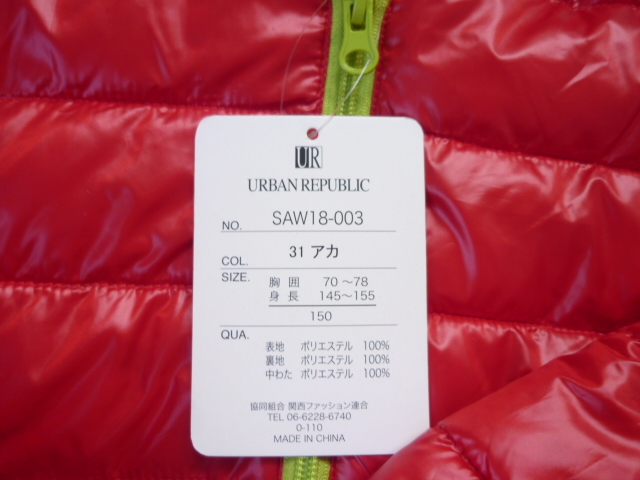 UR
URBAN REPUBLIC
NO. SAW18-003
COL. 31 アカ
SIZE. 胸 囲 70 ～78
身 長 145～155
150
QUA.
表地 ポリエステル 100%
裏地 ポリエステル 100%
中わた ポリエステル 100%
協同組合 関西ファッション連合
TEL 06-6228-6740
0-110
MADE IN CHINA